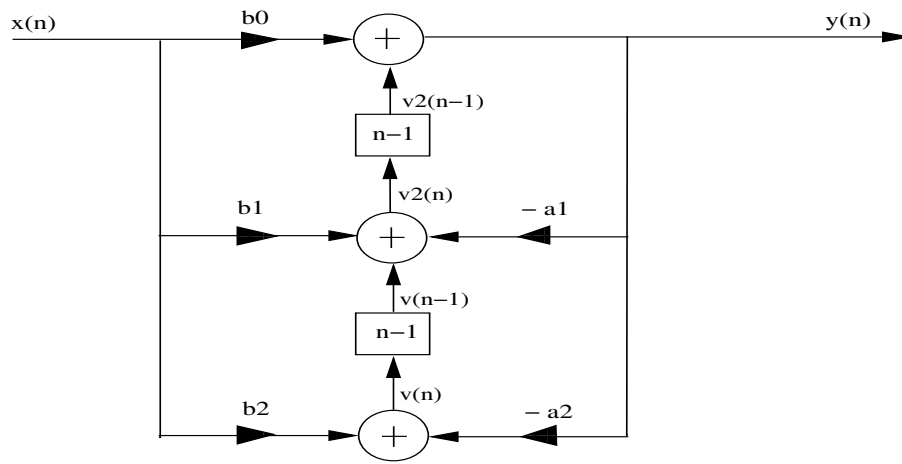 x(n)
b0
+
y(n)
v2(n−1)
n−1
v2(n)
b1
+
− a1
v(n−1)
n−1
v(n)
b2
+
− a2